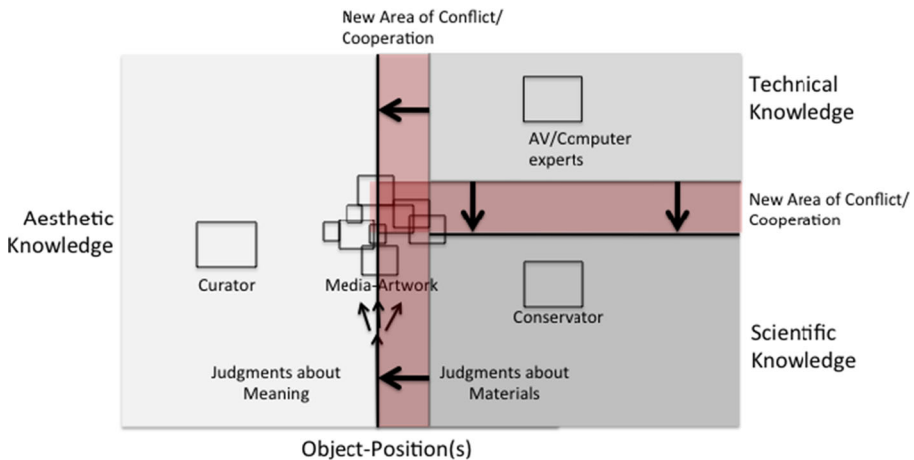 New Area of Conflict/
Cooperation
Technical
Knowledge
AV/Computer
experts
New Area of Conflict/
Cooperation
Aesthetic
Knowledge
Curator
Media-Artwork
Conservator
Scientific
Knowledge
Judgments about
Meaning
Judgments about
Materials
Object-Position(s)